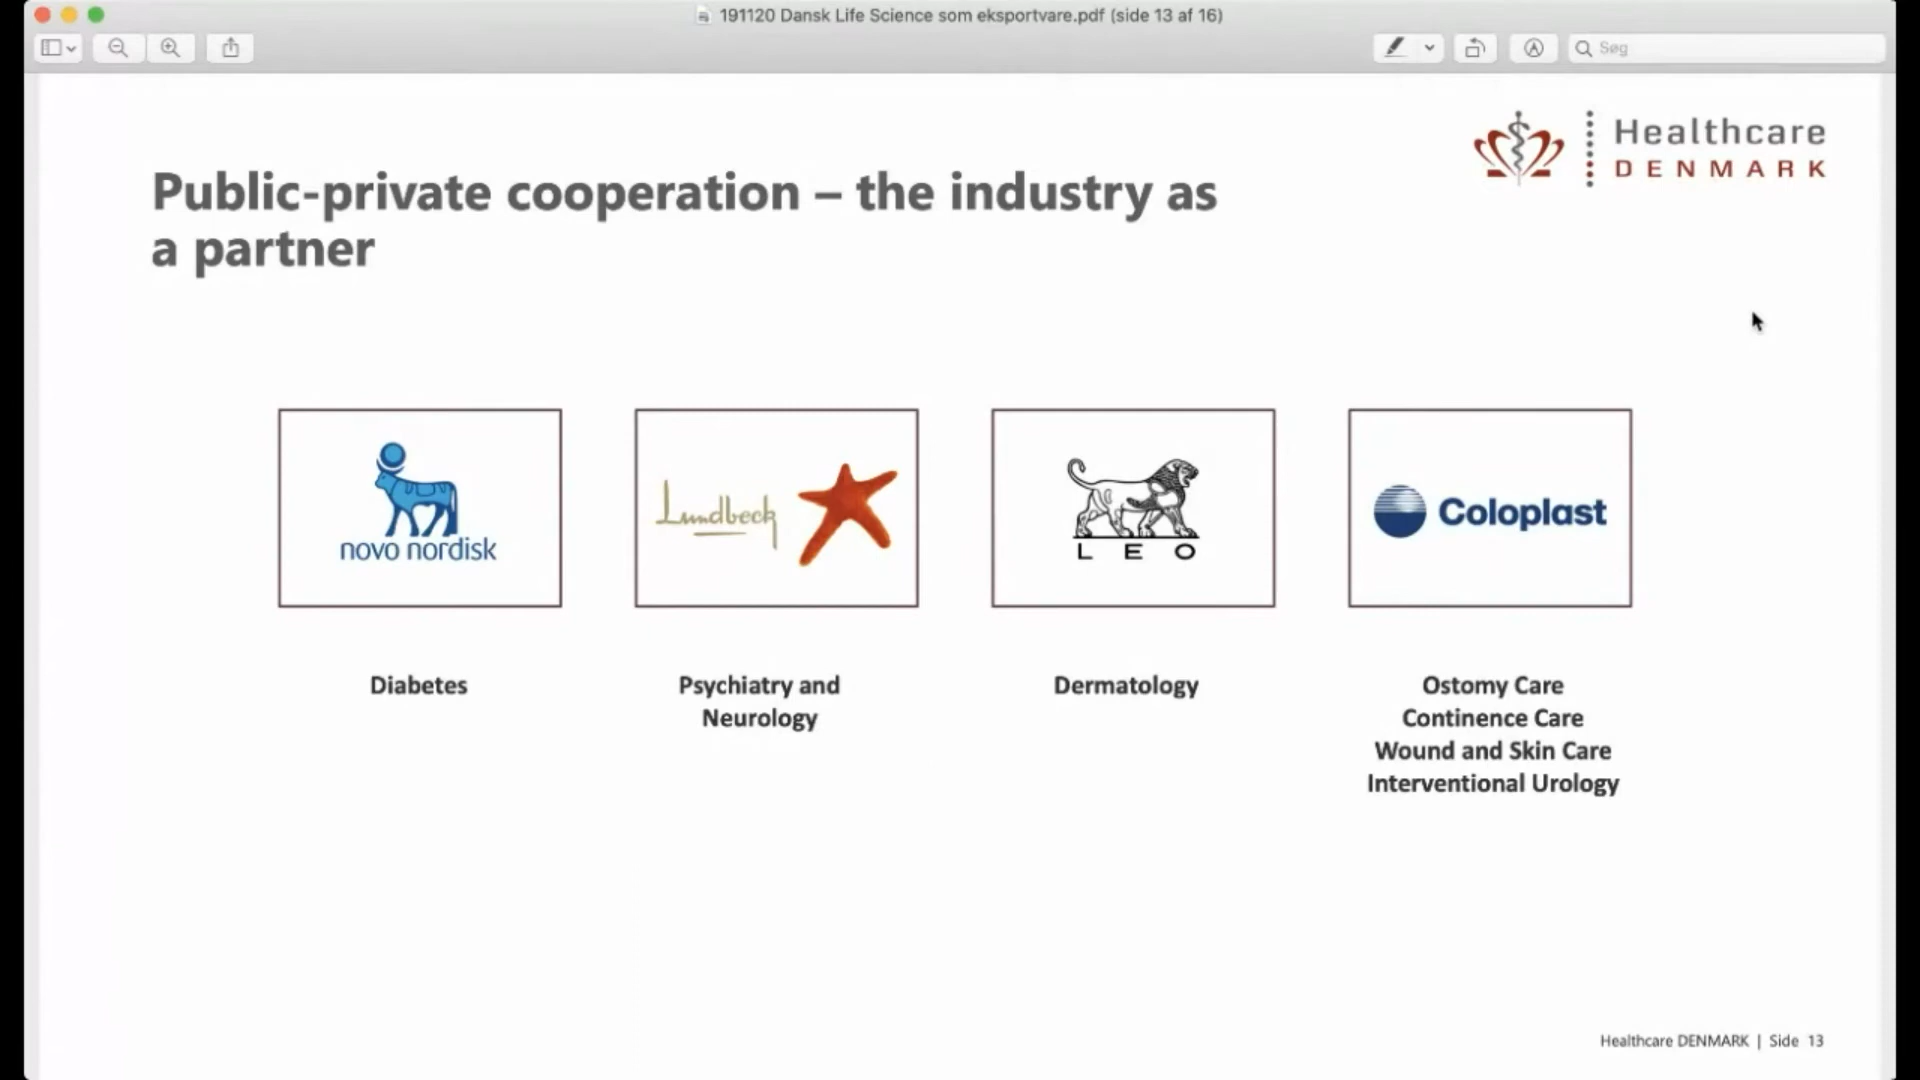 191120 Dansk Life Science som eksportvare.pdf (side 13 af 16)
Søg
Healthcare
DENMARK
Public-private cooperation – the industry as
a partner
novo nordisk
Lundbeck
LEO
Coloplast
Diabetes
Psychiatry and
Neurology
Dermatology
Ostomy Care
Continence Care
Wound and Skin Care
Interventional Urology
Healthcare DENMARK | Side 13